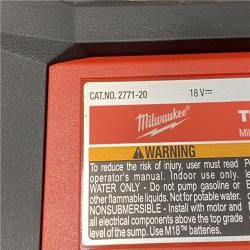 CAT.NO. 2771-20 18 V⎓
Milwaukee
WARNING
To reduce the risk of injury, user must read
operator's manual. Indoor use
WATER ONLY - Do not pump gasoline or
other flammable liquids. Not for potable water.
NONSUBMERSIBLE - Install with motor and
all electrical components above the top grade
level of the sump. Use M18™ batteries.